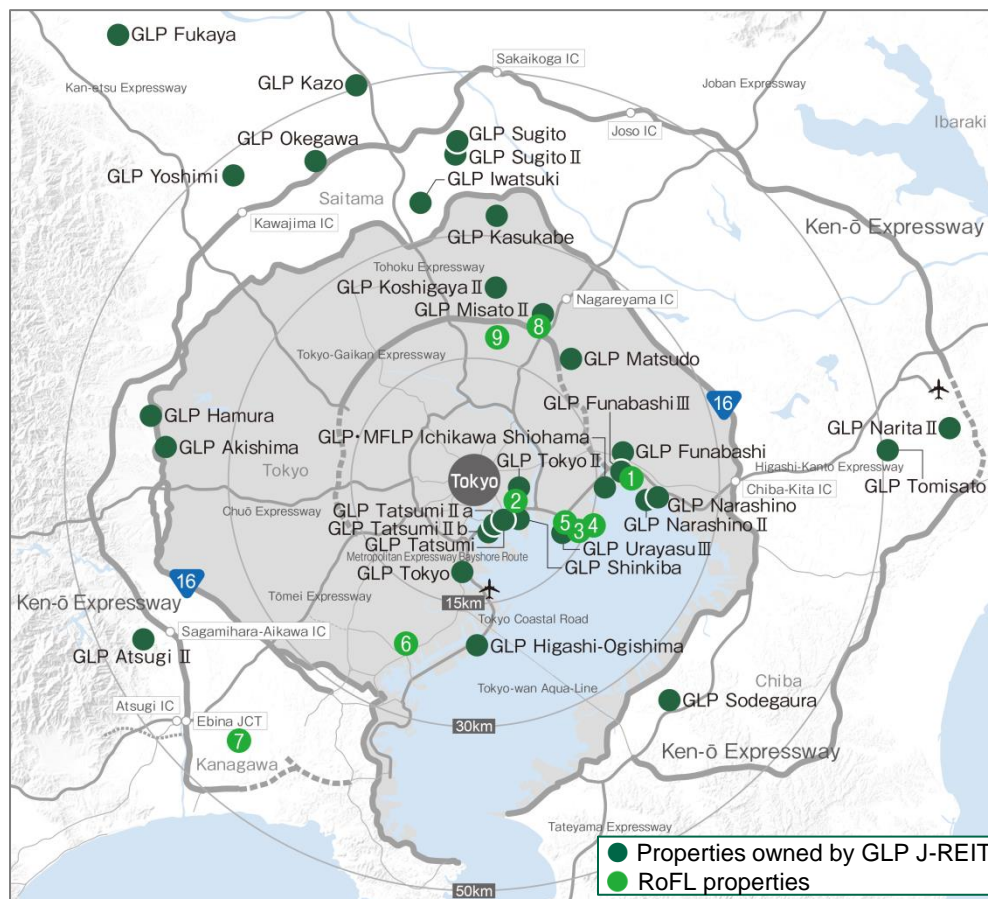 GLP Fukaya
Kan-etsu Expressway
GLP Kazo
Sakaikoga IC
Joban Expressway
Joso IC
Ibaraki
GLP Okegawa
GLP Sugito
GLP Sugito Ⅱ
GLP Yoshimi
GLP Iwatsuki
Saitama
Kawajima IC
GLP Kasukabe
Ken-ō Expressway
Tohoku Expressway
GLP Koshigaya Ⅱ
Nagareyama IC
GLP Misato Ⅱ
8
9
Tokyo-Gaikan Expressway
GLP Matsudo
GLP Funabashi Ⅲ
16
GLP Hamura
GLP・MFLP Ichikawa Shiohama
GLP Narita Ⅱ
GLP Akishima
GLP Tokyo Ⅱ
GLP Funabashi
Tokyo
Tokyo
1
Higashi-Kanto Expressway
Chiba-Kita IC
GLP Tomisato
2
GLP Narashino
GLP Narashino Ⅱ
Chuō Expressway
GLP Tatsumi Ⅱ a
GLP Tatsumi Ⅱ b
GLP Tatsumi
5
3
4
GLP Urayasu Ⅲ
Metropolitan Expressway Bayshore Route
GLP Shinkiba
GLP Tokyo
16
Ken-ō Expressway
Tōmei Expressway
15km
Tokyo Coastal Road
Sagamihara-Aikawa IC
GLP Atsugi Ⅱ
6
GLP Higashi-Ogishima
Chiba
Tokyo-wan Aqua-Line
GLP Sodegaura
Atsugi IC
Ebina JCT
30km
7
Kanagawa
Ken-ō Expressway
Tateyama Expressway
50km
Properties owned by GLP J-REIT
RoFL properties